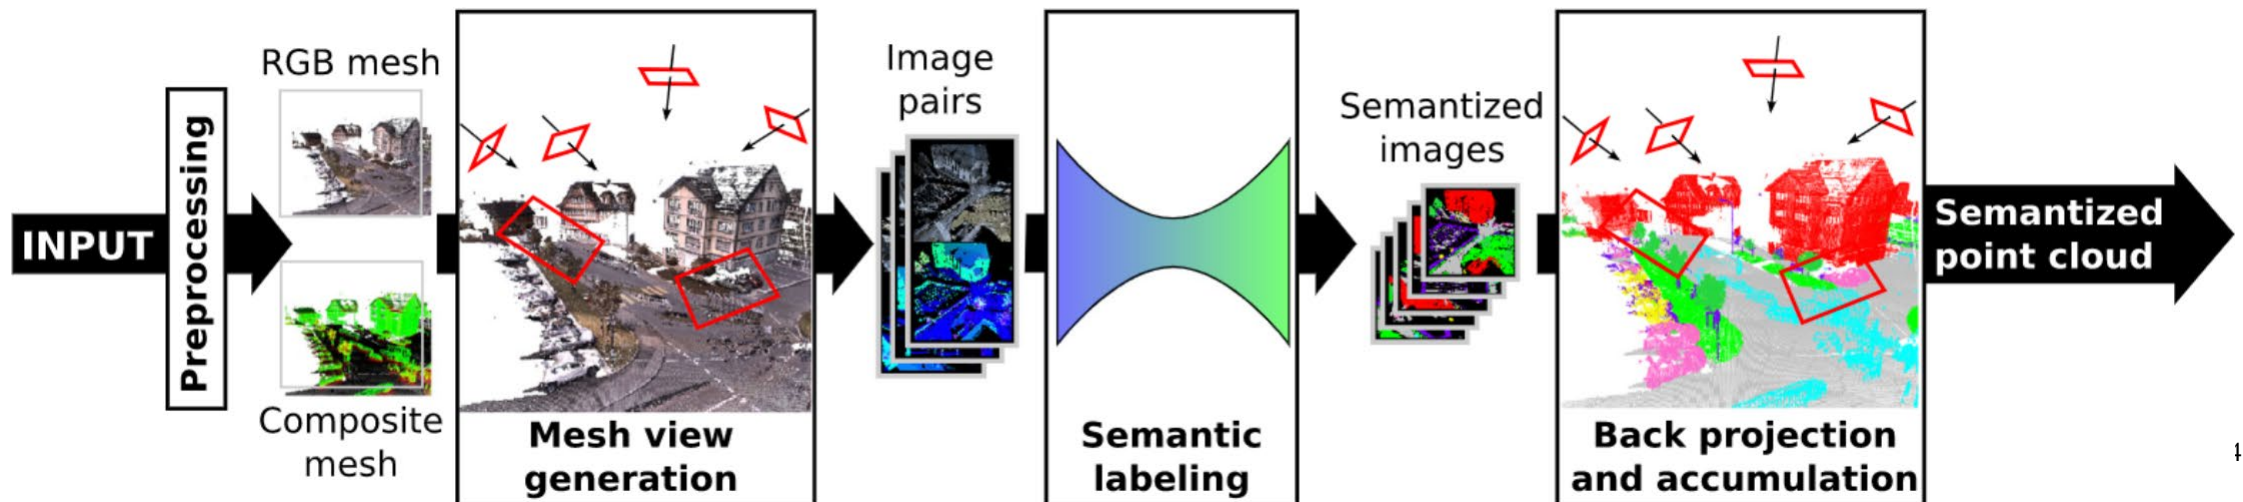 INPUT
Preprocessing
RGB mesh
Composite
mesh
Mesh view
generation
Image
pairs
Semantic
labeling
Semantized
images
Back projection
and accumulation
Semantized
point cloud